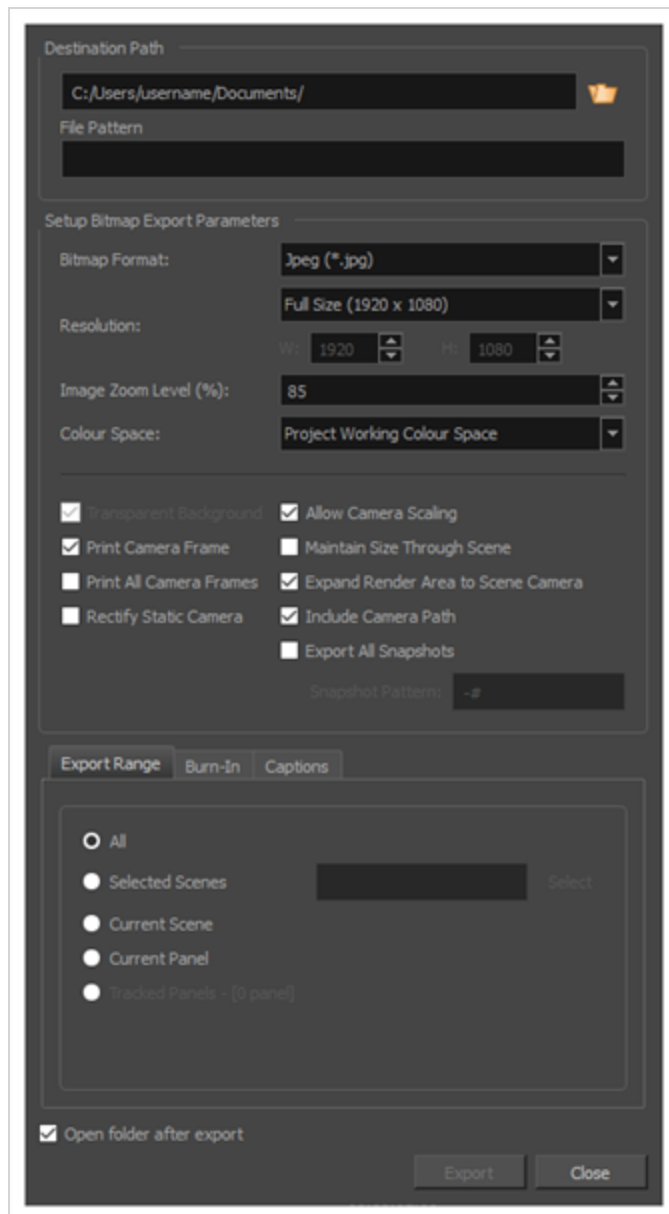 Destination Path
C:/Users/username/Documents/
File Pattern
Setup Bitmap Export Parameters
Bitmap Format: Jpeg (*.jpg)
Full Size (1920 x 1080)
Resolution:
W: 1920 H: 1080
Image Zoom Level (%): 85
Colour Space: Project Working Colour Space
Transparent Background Allow Camera Scaling
Print Camera Frame Maintain Size Through Scene
Print All Camera Frames Expand Render Area to Scene Camera
Rectify Static Camera Include Camera Path
Export All Snapshots
Snapshot Pattern: -#
Export Range Burn-In Captions
All
Selected Scenes Select
Current Scene
Current Panel
Tracked Panels - [0 panel]
Open folder after export
Export Close